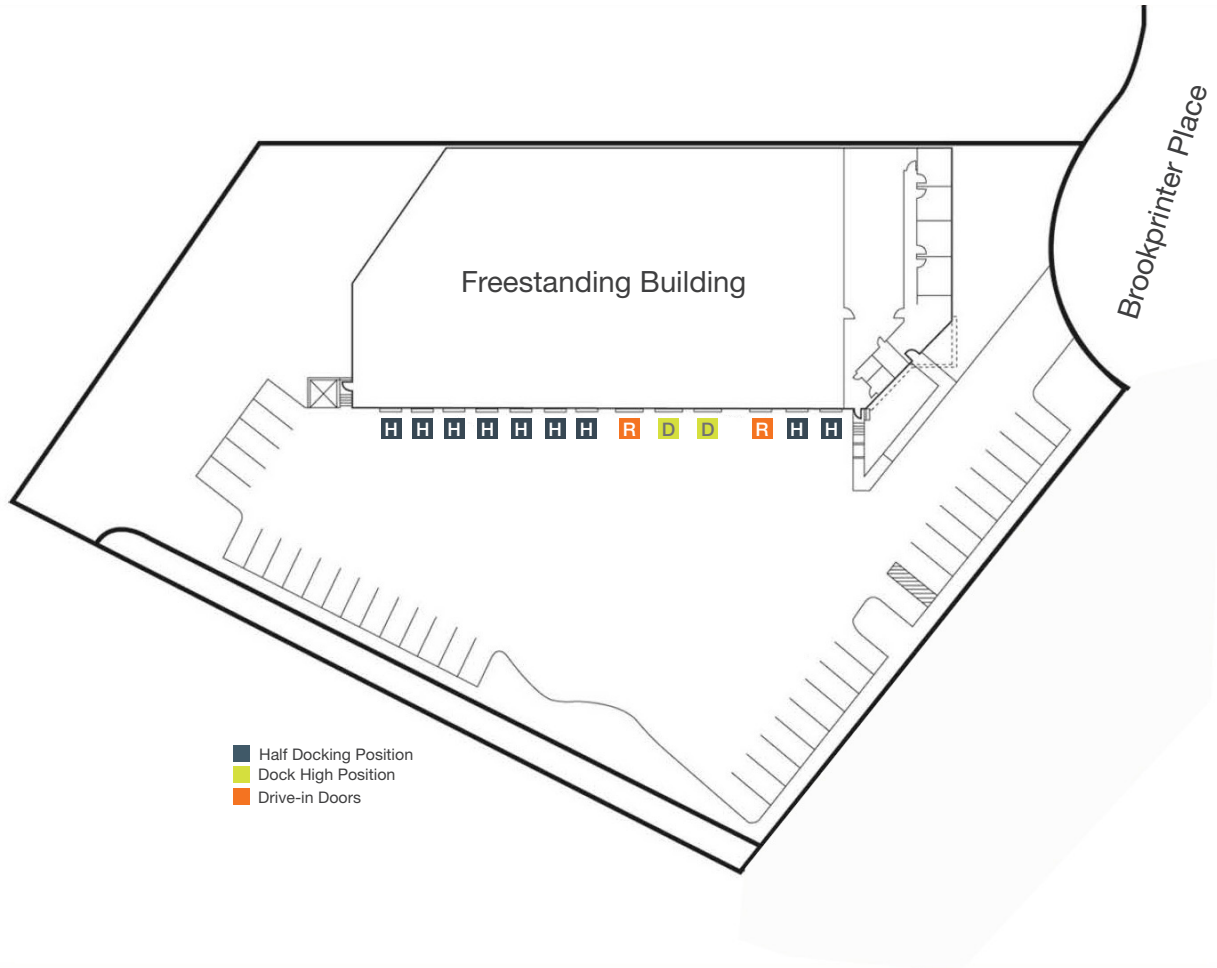 Brookprinter Place
Freestanding Building
H H H H H H H R D D R H H
Half Docking Position
Dock High Position
Drive-in Doors